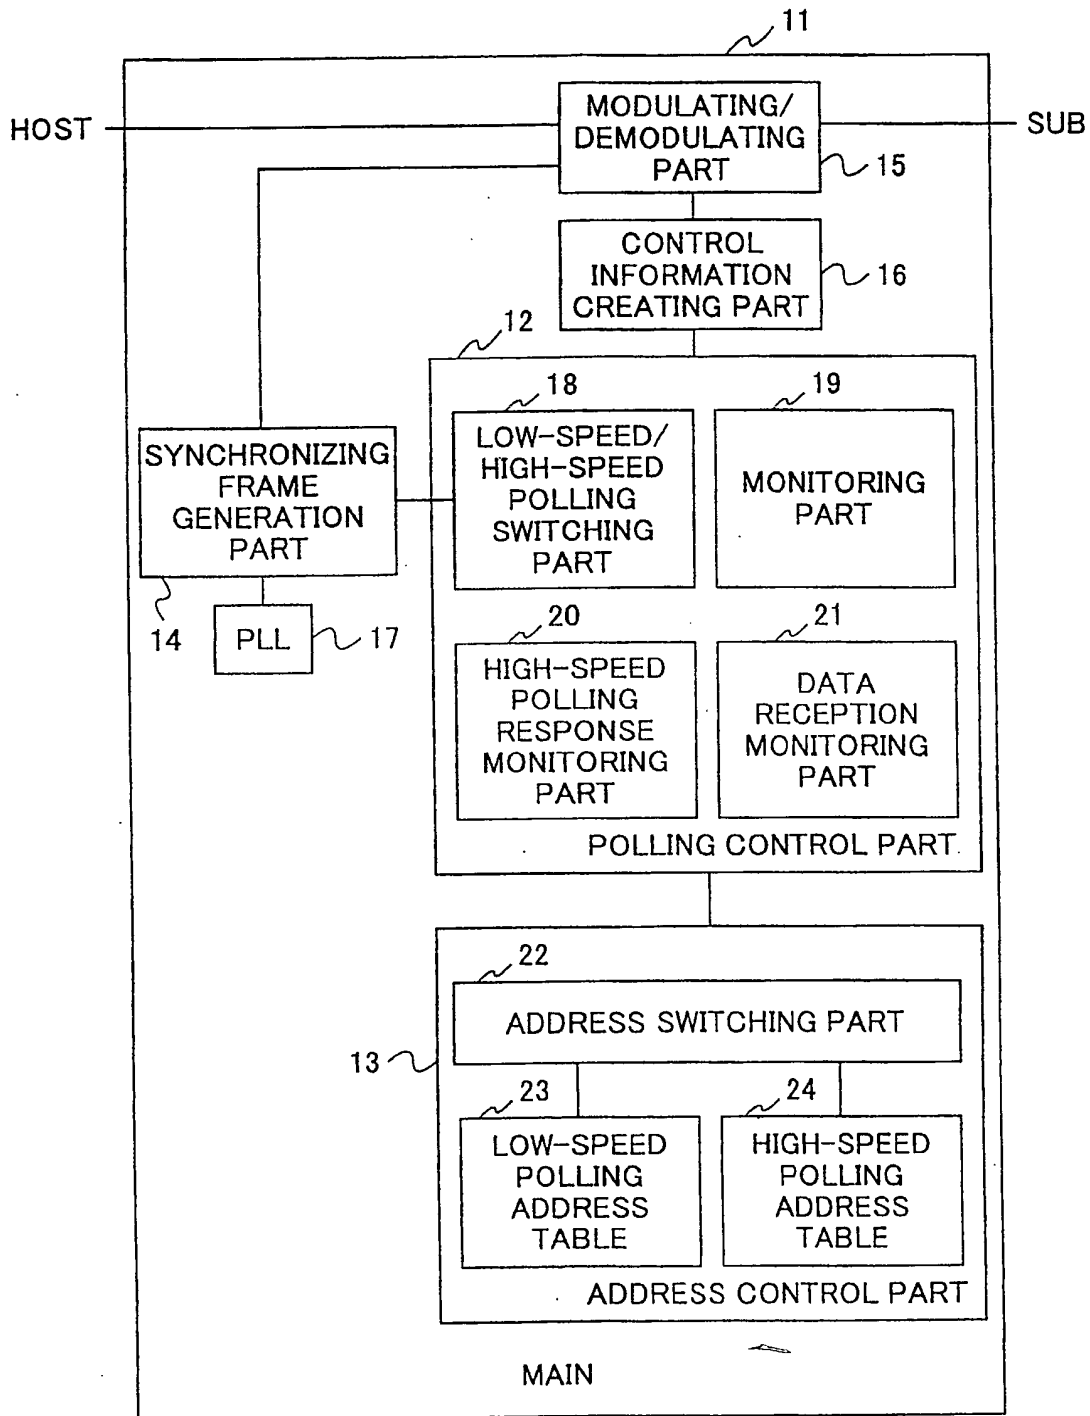 11
HOST
MODULATING/
DEMODULATING
PART
SUB
15
CONTROL
INFORMATION
CREATING PART
16
12
18
LOW-SPEED/
HIGH-SPEED
POLLING
SWITCHING
PART
19
MONITORING
PART
SYNCHRONIZING
FRAME
GENERATION
PART
14
PLL
17
20
HIGH-SPEED
POLLING
RESPONSE
MONITORING
PART
21
DATA
RECEPTION
MONITORING
PART
POLLING CONTROL PART
22
ADDRESS SWITCHING PART
13
23
LOW-SPEED
POLLING
ADDRESS
TABLE
24
HIGH-SPEED
POLLING
ADDRESS
TABLE
ADDRESS CONTROL PART
MAIN